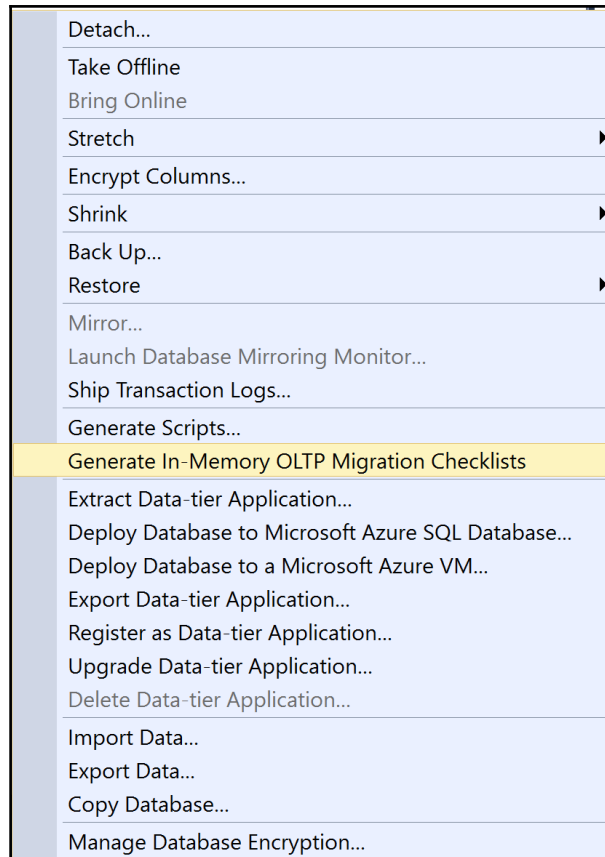 Detach...
Take Offline
Bring Online
Stretch
Encrypt Columns...
Shrink
Back Up...
Restore
Mirror...
Launch Database Mirroring Monitor...
Ship Transaction Logs...
Generate Scripts...
Generate In-Memory OLTP Migration Checklists
Extract Data-tier Application...
Deploy Database to Microsoft Azure SQL Database...
Deploy Database to a Microsoft Azure VM...
Export Data-tier Application...
Register as Data-tier Application...
Upgrade Data-tier Application...
Delete Data-tier Application...
Import Data...
Export Data...
Copy Database...
Manage Database Encryption...